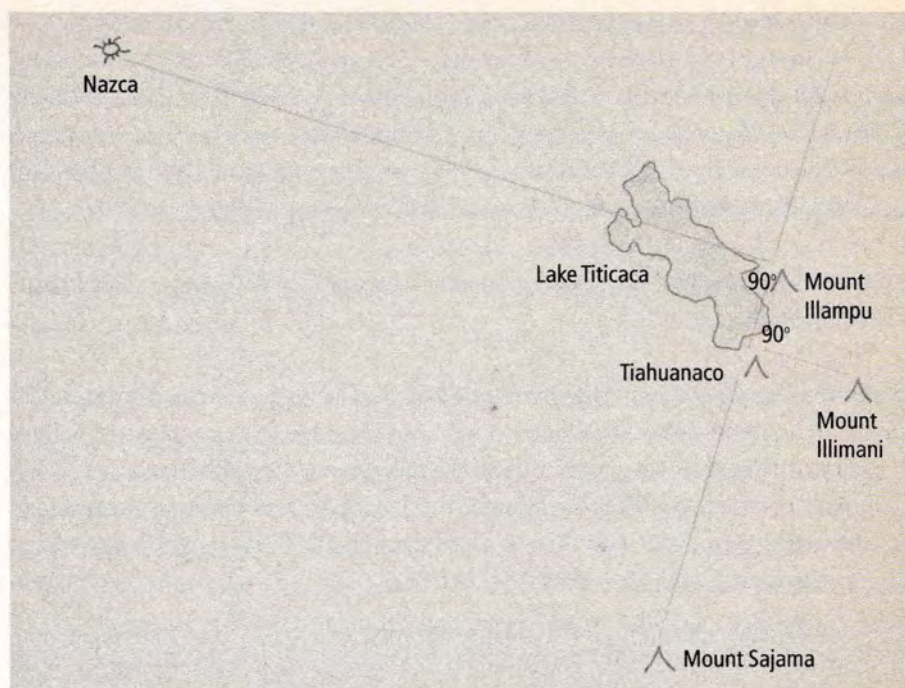 Nazca
Lake Titicaca
90°
Mount
Illampu
90°
Tiahuanaco
Mount
Illimani
Mount Sajama